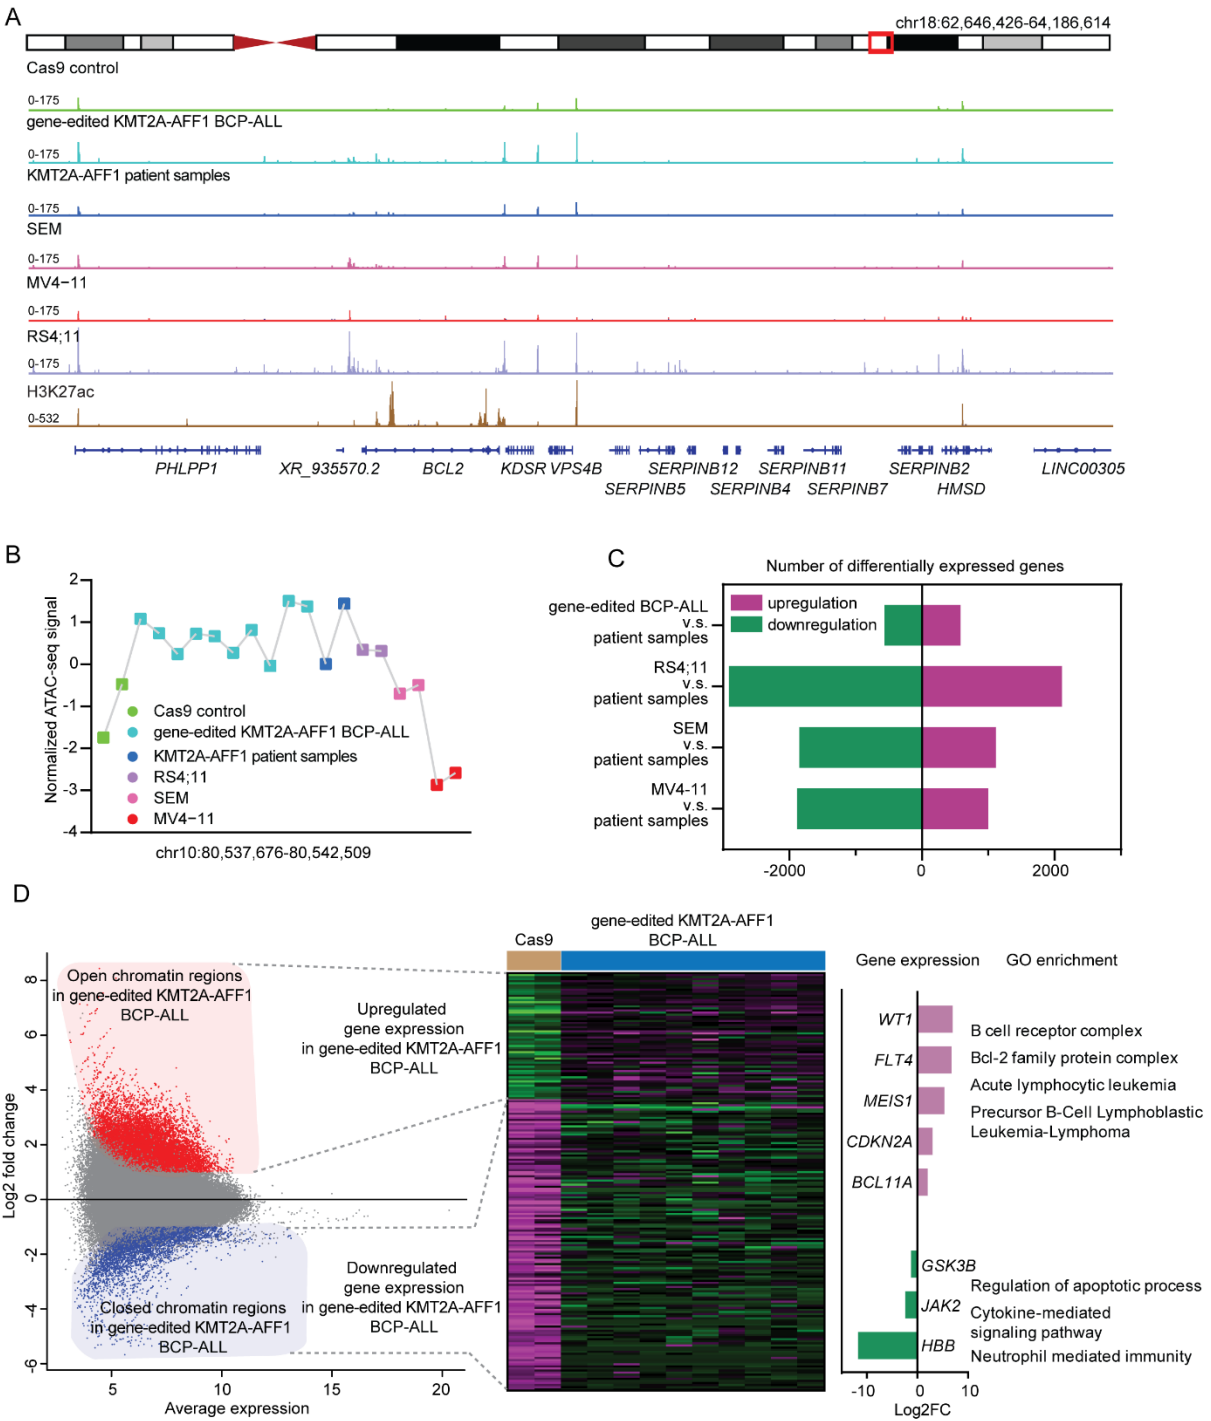 A
chr18:62,646,426-64,186,614
Cas9 control
0-175
gene-edited KMT2A-AFF1 BCP-ALL
0-175
KMT2A-AFF1 patient samples
0-175
SEM
0-175
MV4−11
0-175
RS4;11
0-175
H3K27ac
0-532
PHLPP1 XR_935570.2 BCL2 KDSR VPS4B SERPINB12 SERPINB11 SERPINB2 LINC00305
SERPINB5 SERPINB4 SERPINB7 HMSD
B
Normalized ATAC-seq signal
2
1
0
-1
-2
-3
-4
Cas9 control
gene-edited KMT2A-AFF1 BCP-ALL
KMT2A-AFF1 patient samples
RS4;11
SEM
MV4−11
chr10:80,537,676-80,542,509
C
Number of differentially expressed genes
upregulation
downregulation
gene-edited BCP-ALL
v.s.
patient samples
RS4;11
v.s.
patient samples
SEM
v.s.
patient samples
MV4-11
v.s.
patient samples
-2000 0 2000
D
Log2 fold change
8
6
4
2
0
-2
-4
-6
Open chromatin regions
in gene-edited KMT2A-AFF1
BCP-ALL
Closed chromatin regions
in gene-edited KMT2A-AFF1
BCP-ALL
5 10 15 20
Average expression
Upregulated
gene expression
in gene-edited KMT2A-AFF1
BCP-ALL
Downregulated
gene expression
in gene-edited KMT2A-AFF1
BCP-ALL
Cas9
gene-edited KMT2A-AFF1
BCP-ALL
Gene expression
WT1
FLT4
MEIS1
CDKN2A
BCL11A
GSK3B
JAK2
HBB
-10 0 10
Log2FC
GO enrichment
B cell receptor complex
Bcl-2 family protein complex
Acute lymphocytic leukemia
Precursor B-Cell Lymphoblastic
Leukemia-Lymphoma
Regulation of apoptotic process
Cytokine-mediated
signaling pathway
Neutrophil mediated immunity